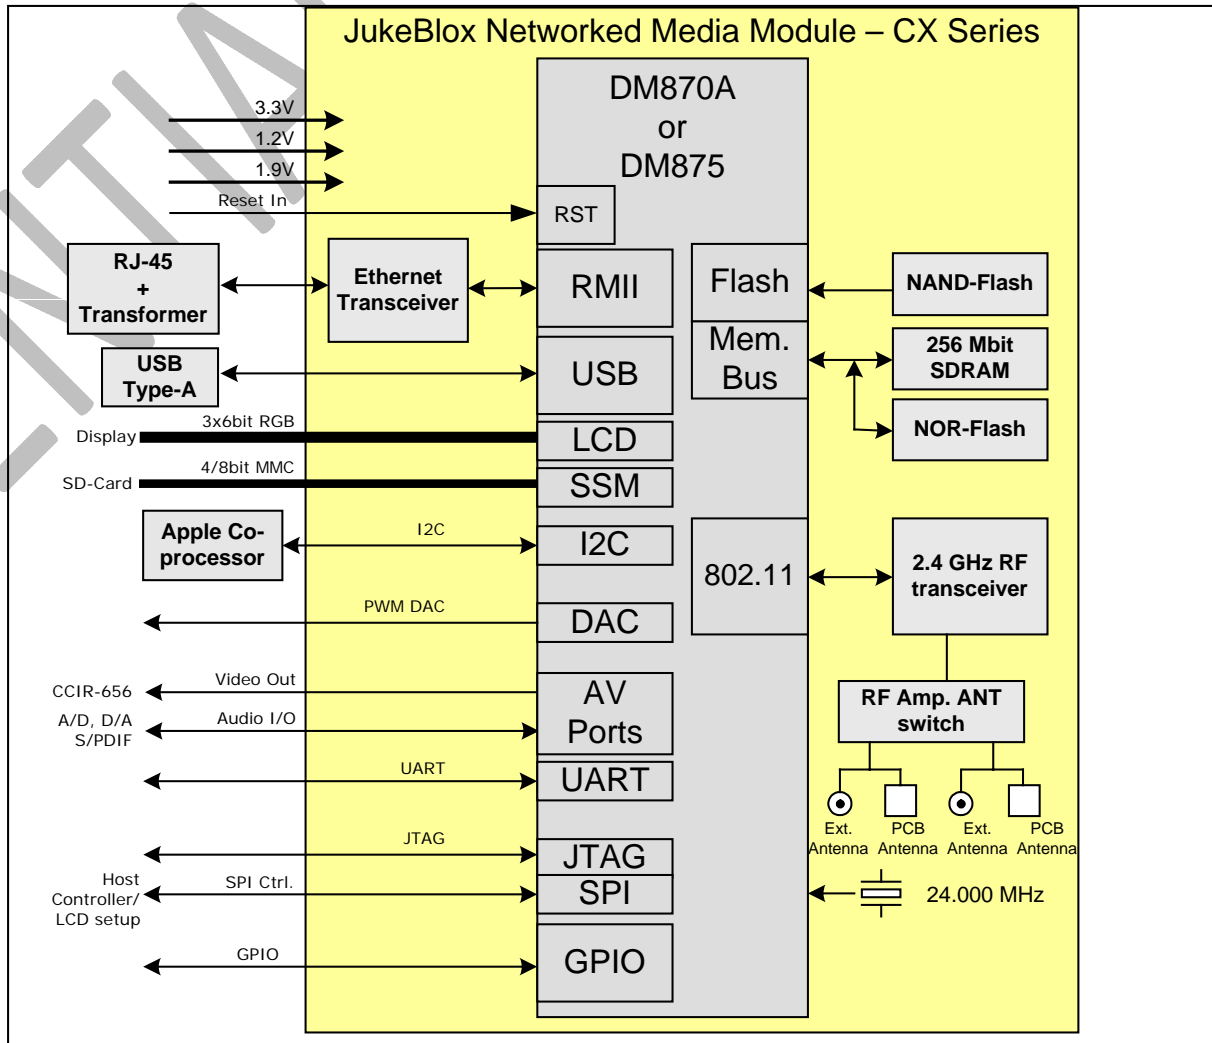 JukeBlox Networked Media Module – CX Series
DM870A
or
DM875
3.3V
1.2V
1.9V
Reset In
RST
RJ-45
+
Transformer
Ethernet
Transceiver
RMII
Flash
NAND-Flash
USB
Type-A
USB
Mem.
Bus
256 Mbit
SDRAM
NOR-Flash
Display
3x6bit RGB
LCD
SD-Card
4/8bit MMC
SSM
Apple Co-
processor
I2C
I2C
802.11
2.4 GHz RF
transceiver
PWM DAC
DAC
CCIR-656
Video Out
A/D, D/A
S/PDIF
Audio I/O
AV
Ports
RF Amp. ANT
switch
UART
UART
Ext.
Antenna
PCB
Antenna
Ext.
Antenna
PCB
Antenna
JTAG
JTAG
Host
Controller/
LCD setup
SPI Ctrl.
SPI
24.000 MHz
GPIO
GPIO